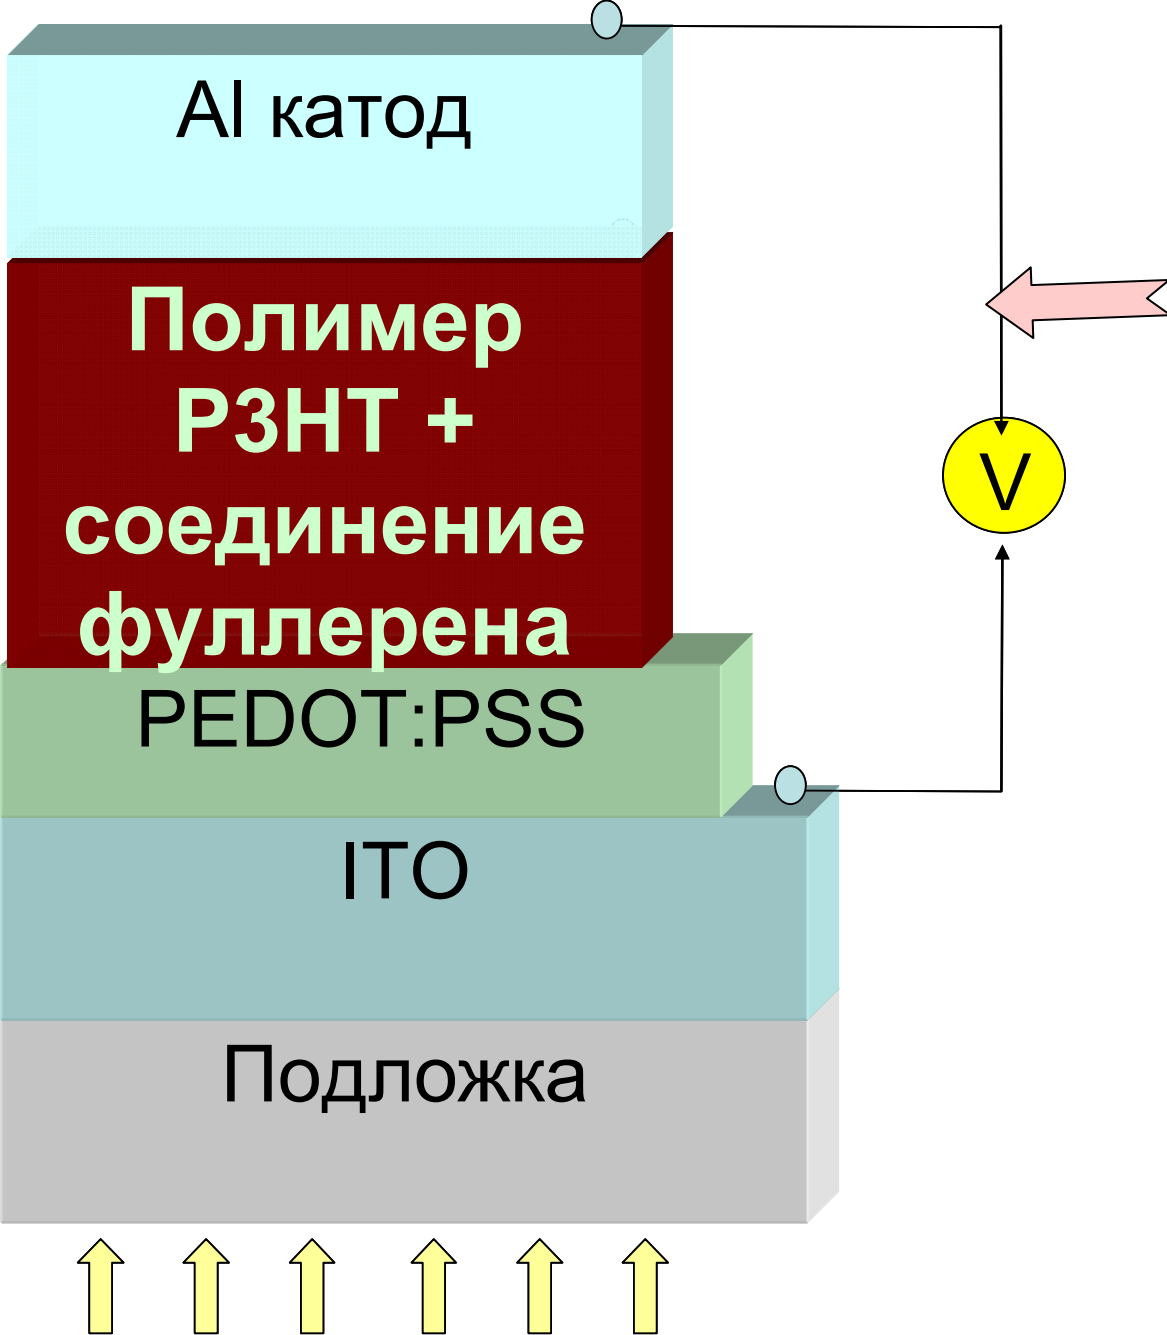 Al катод
Полимер
P3HT +
соединение
фуллерена
PEDOT:PSS
ITO
Подложка
V